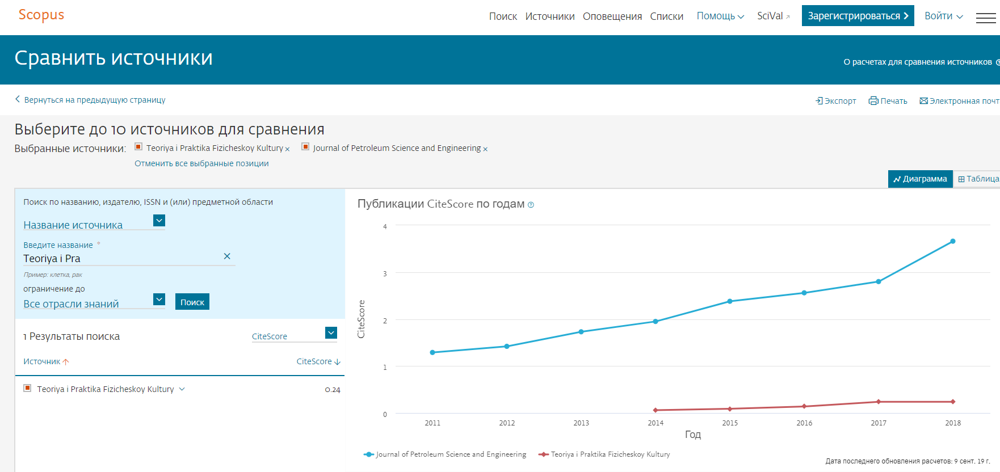 Scopus
Поиск Источники Оповещения Списки Помощь SciVal Зарегистрироваться Войти
Сравнить источники
О расчетах для сравнения источников
Вернуться на предыдущую страницу
Экспорт Печать Электронная почт
Выберите до 10 источников для сравнения
Выбранные источники: Teoriya i Praktika Fizicheskoy Kultury × Journal of Petroleum Science and Engineering ×
Отменить все выбранные позиции
Диаграмма Таблица
Поиск по названию, издателю, ISSN и (или) предметной области
Название источника
Введите название *
Teoriya i Pra
Пример: клетка, рак
ограничение до
Все отрасли знаний
Поиск
1 Результаты поиска
CiteScore
Источник CiteScore
Teoriya i Praktika Fizicheskoy Kultury 0.24
Публикации CiteScore по годам
4
3
2
1
0
CiteScore
2011 2012 2013 2014 2015 2016 2017 2018
Год
Journal of Petroleum Science and Engineering Teoriya i Praktika Fizicheskoy Kultury
Дата последнего обновления расчетов: 9 сент. 19 г.